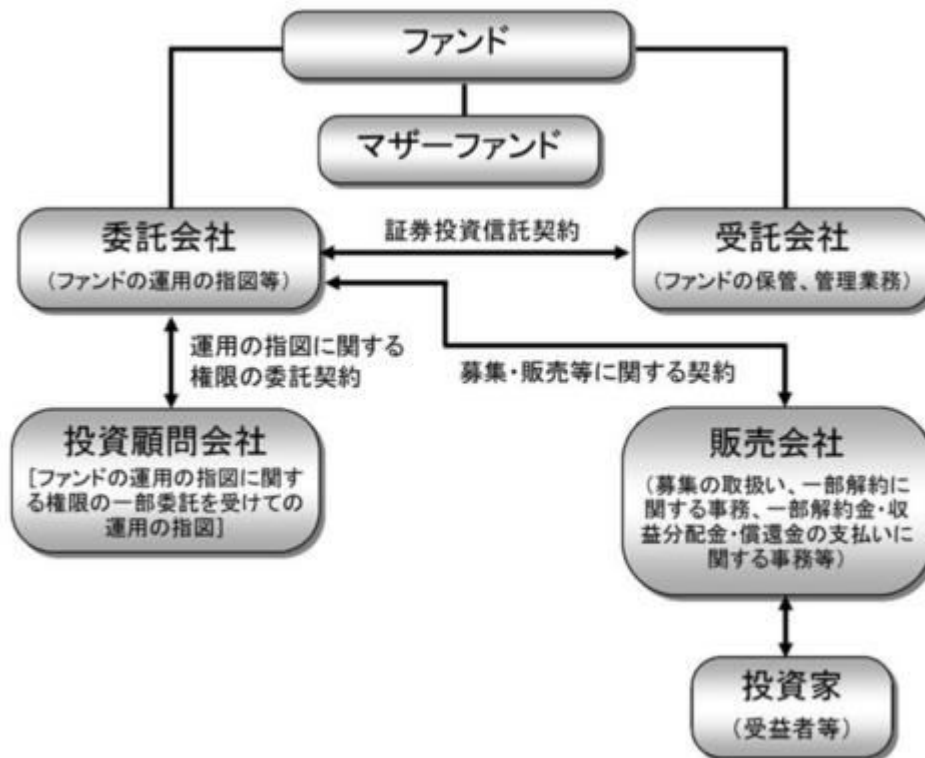 ファンド
マザーファンド
委託会社
(ファンドの運用の指図等)
証券投資信託契約
受託会社
(ファンドの保管、管理業務)
運用の指図に関する
権限の委託契約
募集・販売等に関する契約
投資顧問会社
[ファンドの運用の指図に関す
る権限の一部委託を受けての
運用の指図]
販売会社
(募集の取扱い、一部解約に
関する事務、一部解約金・収
益分配金・償還金の支払いに
関する事務等)
投資家
(受益者等)